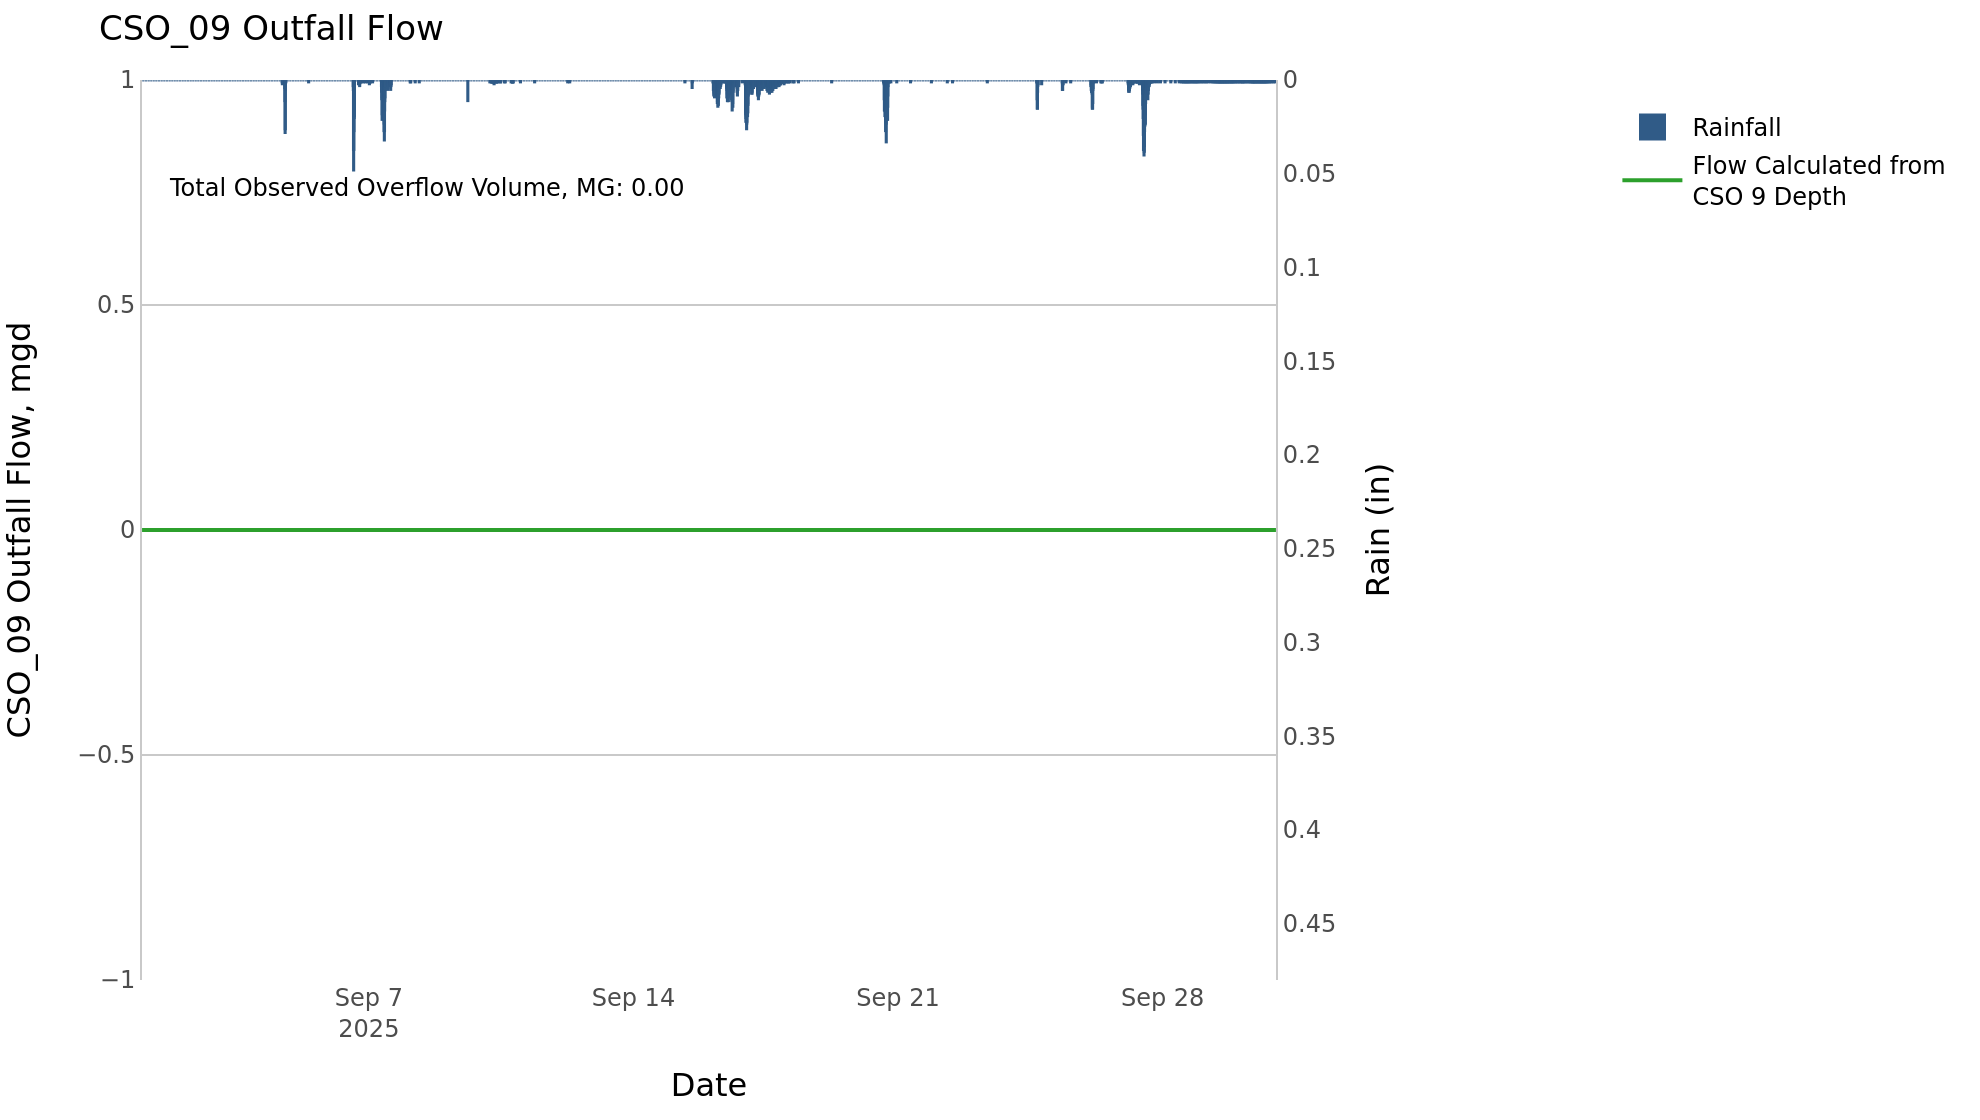 CSO_09 Outfall Flow
1
0.5
0
−0.5
−1
CSO_09 Outfall Flow, mgd
Total Observed Overflow Volume, MG: 0.00
0
0.05
0.1
0.15
0.2
0.25
0.3
0.35
0.4
0.45
Rain (in)
Sep 7
2025
Sep 14
Sep 21
Sep 28
Date
Rainfall
Flow Calculated from
CSO 9 Depth